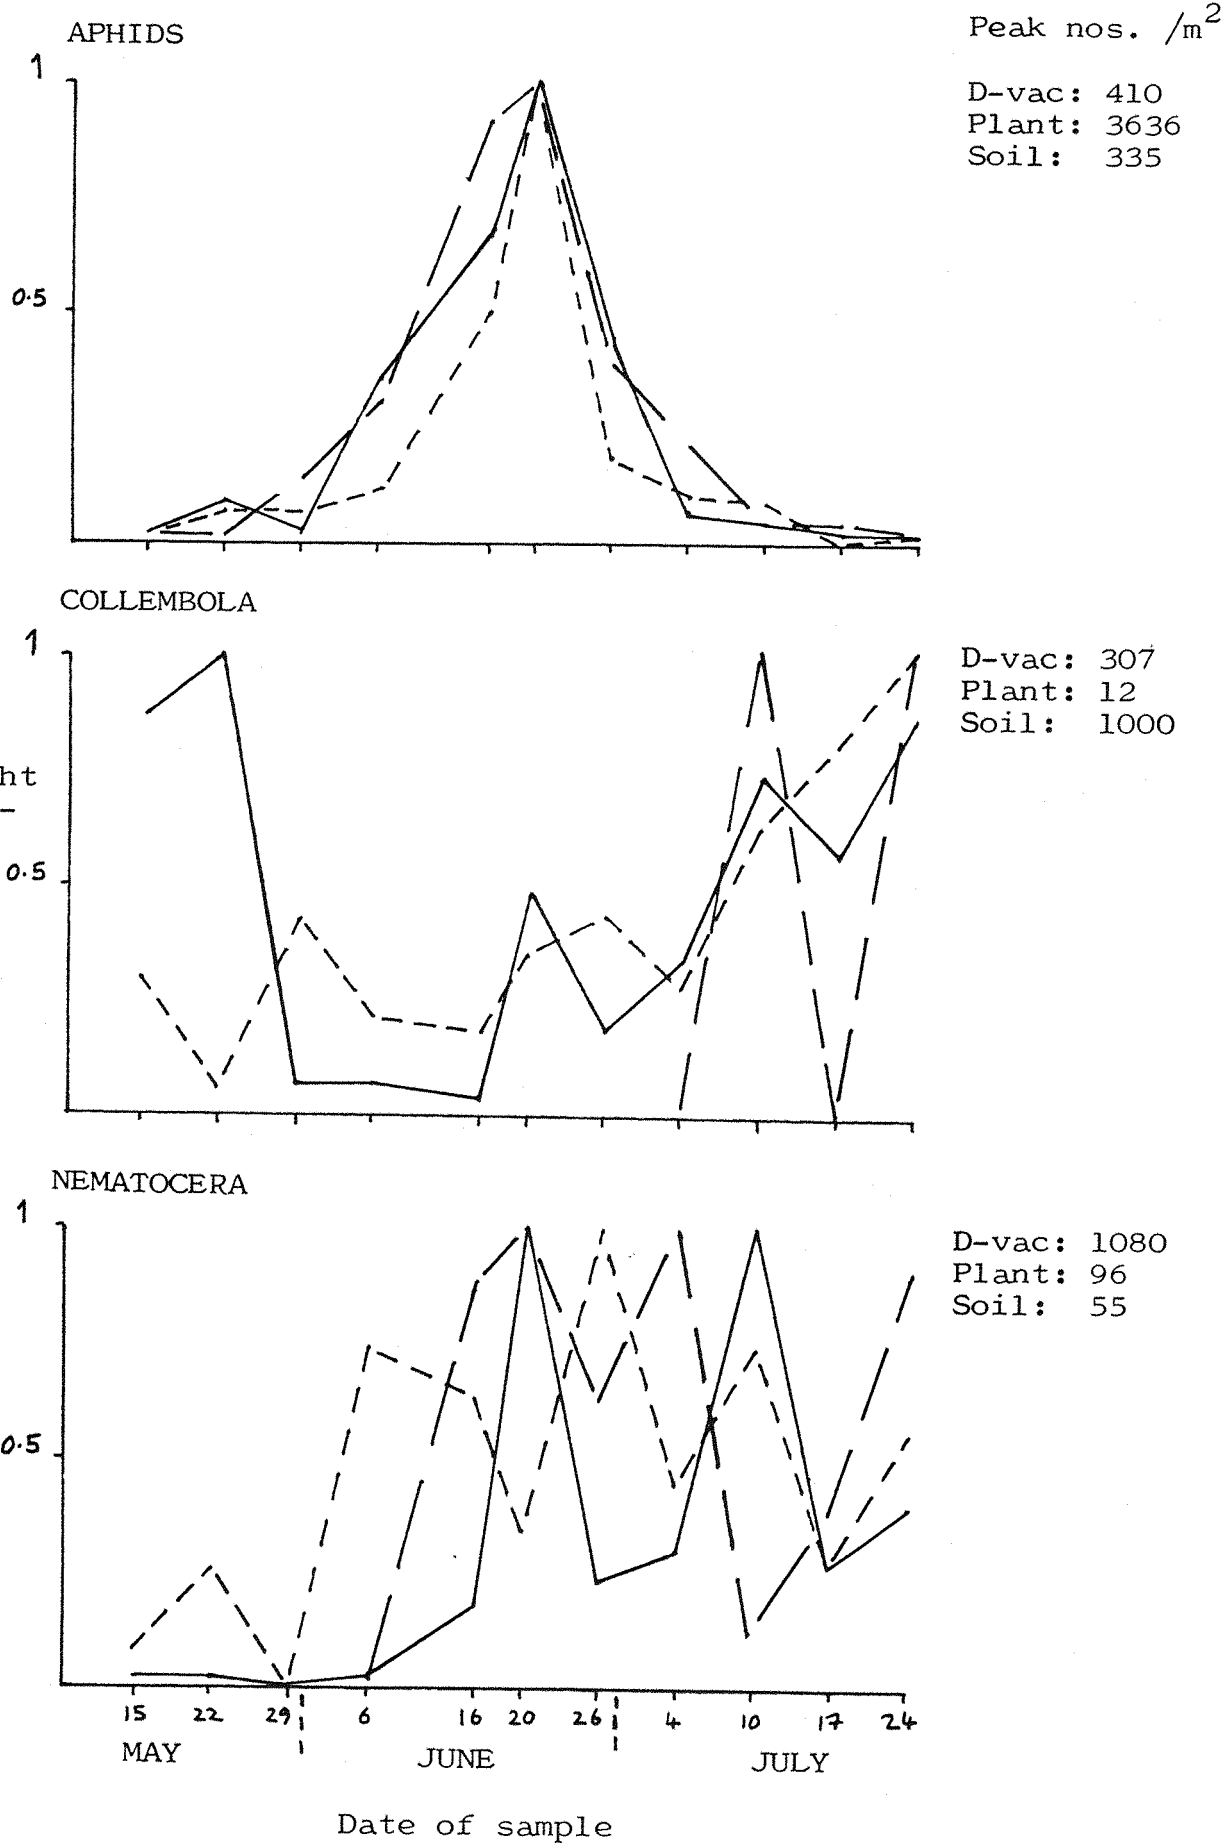 APHIDS
Peak nos. /m²
1
D-vac: 410
Plant: 3636
Soil: 335
0.5
COLLEMBOLA
1
D-vac: 307
Plant: 12
Soil: 1000
ht
0.5
NEMATOCERA
1
D-vac: 1080
Plant: 96
Soil: 55
0.5
15 22 29 6 16 20 26 4 10 17 24
MAY JUNE JULY
Date of sample